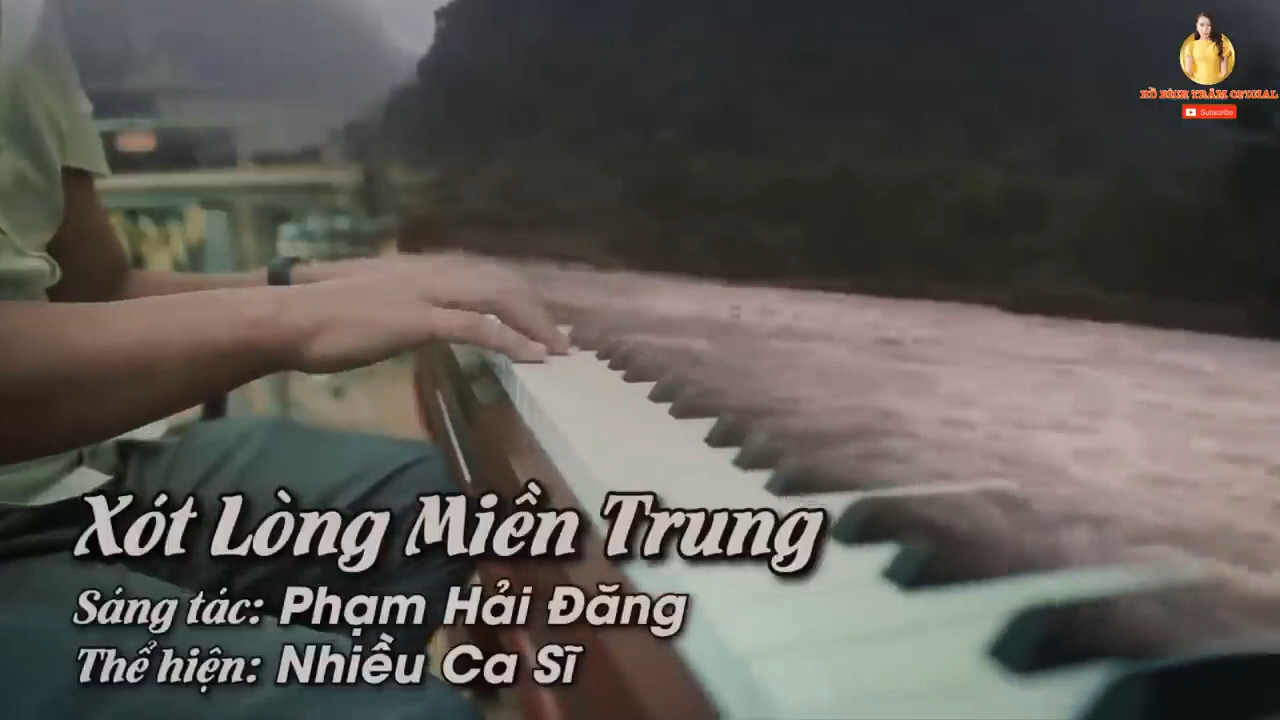 Xót Lòng Miền Trung
Sáng tác: Phạm Hải Đăng
Thể hiện: Nhiều Ca Sĩ
Subscribe